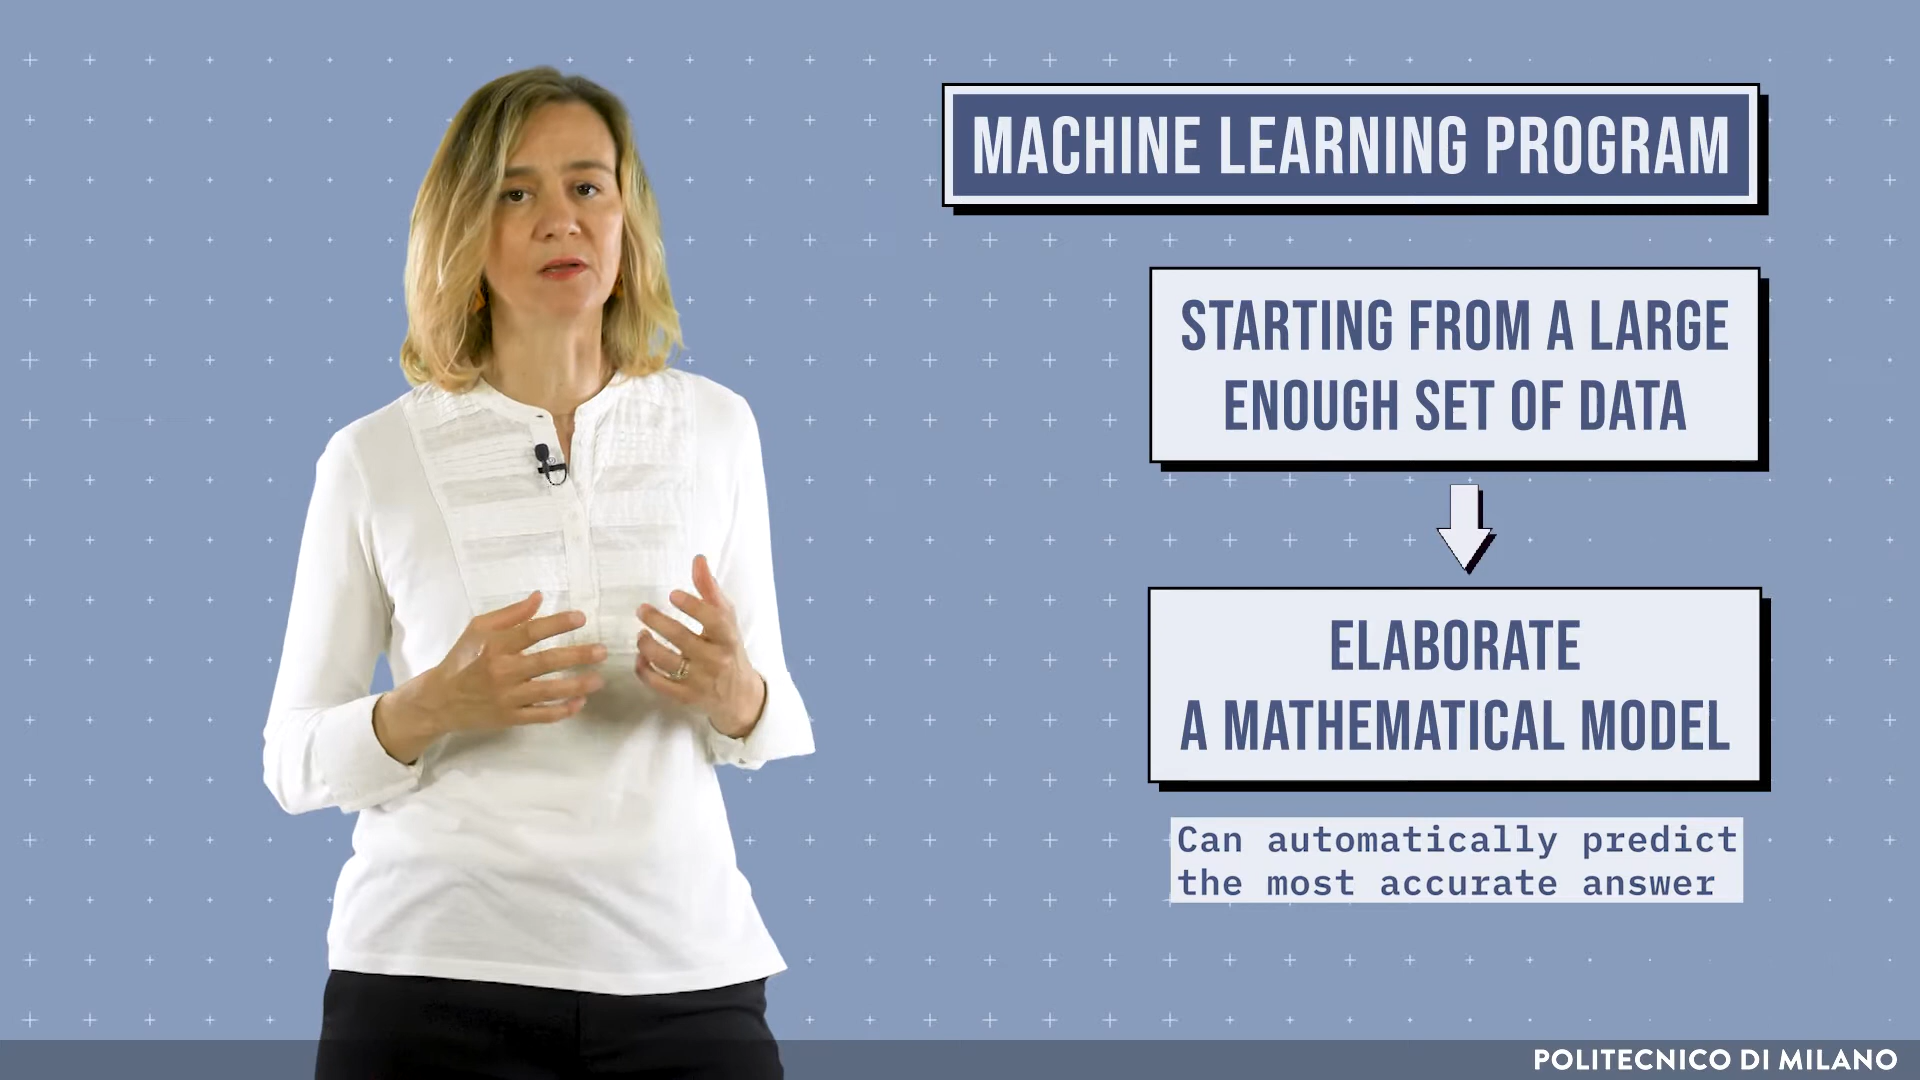 MACHINE LEARNING PROGRAM
STARTING FROM A LARGE
ENOUGH SET OF DATA
ELABORATE
A MATHEMATICAL MODEL
Can automatically predict
the most accurate answer
POLITECNICO DI MILANO